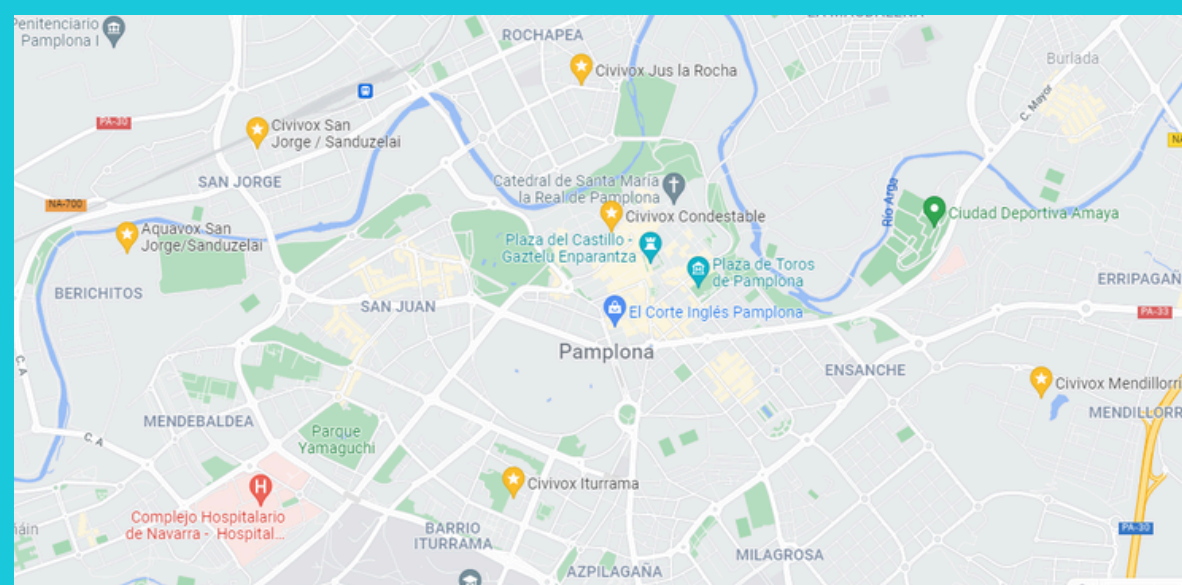 LA MAGDALENA
Penitenciario
Pamplona I
ROCHAPEA
Burlada
Civivox Jus la Rocha
C. Mayor
PA-30
Civivox San
Jorge / Sanduzelai
SAN JORGE
Catedral de Santa María
la Real de Pamplona
Río Arga
NA-700
Civivox Condestable
Ciudad Deportiva Amaya
Aquavox San
Jorge/Sanduzelai
Plaza del Castillo -
Gaztelu Enparantza
Plaza de Toros
de Pamplona
BERICHITOS
SAN JUAN
ERRIPAGAÑ
El Corte Inglés Pamplona
PA-33
Pamplona
C. A
ENSANCHE
Civivox Mendillorri
MENDEBALDEA
MENDILLORR
Parque
Yamaguchi
C. A
H
Civivox Iturrama
Complejo Hospitalario
de Navarra - Hospital...
áin
BARRIO
ITURRAMA
PA-30
MILAGROSA
AZPILAGAÑA